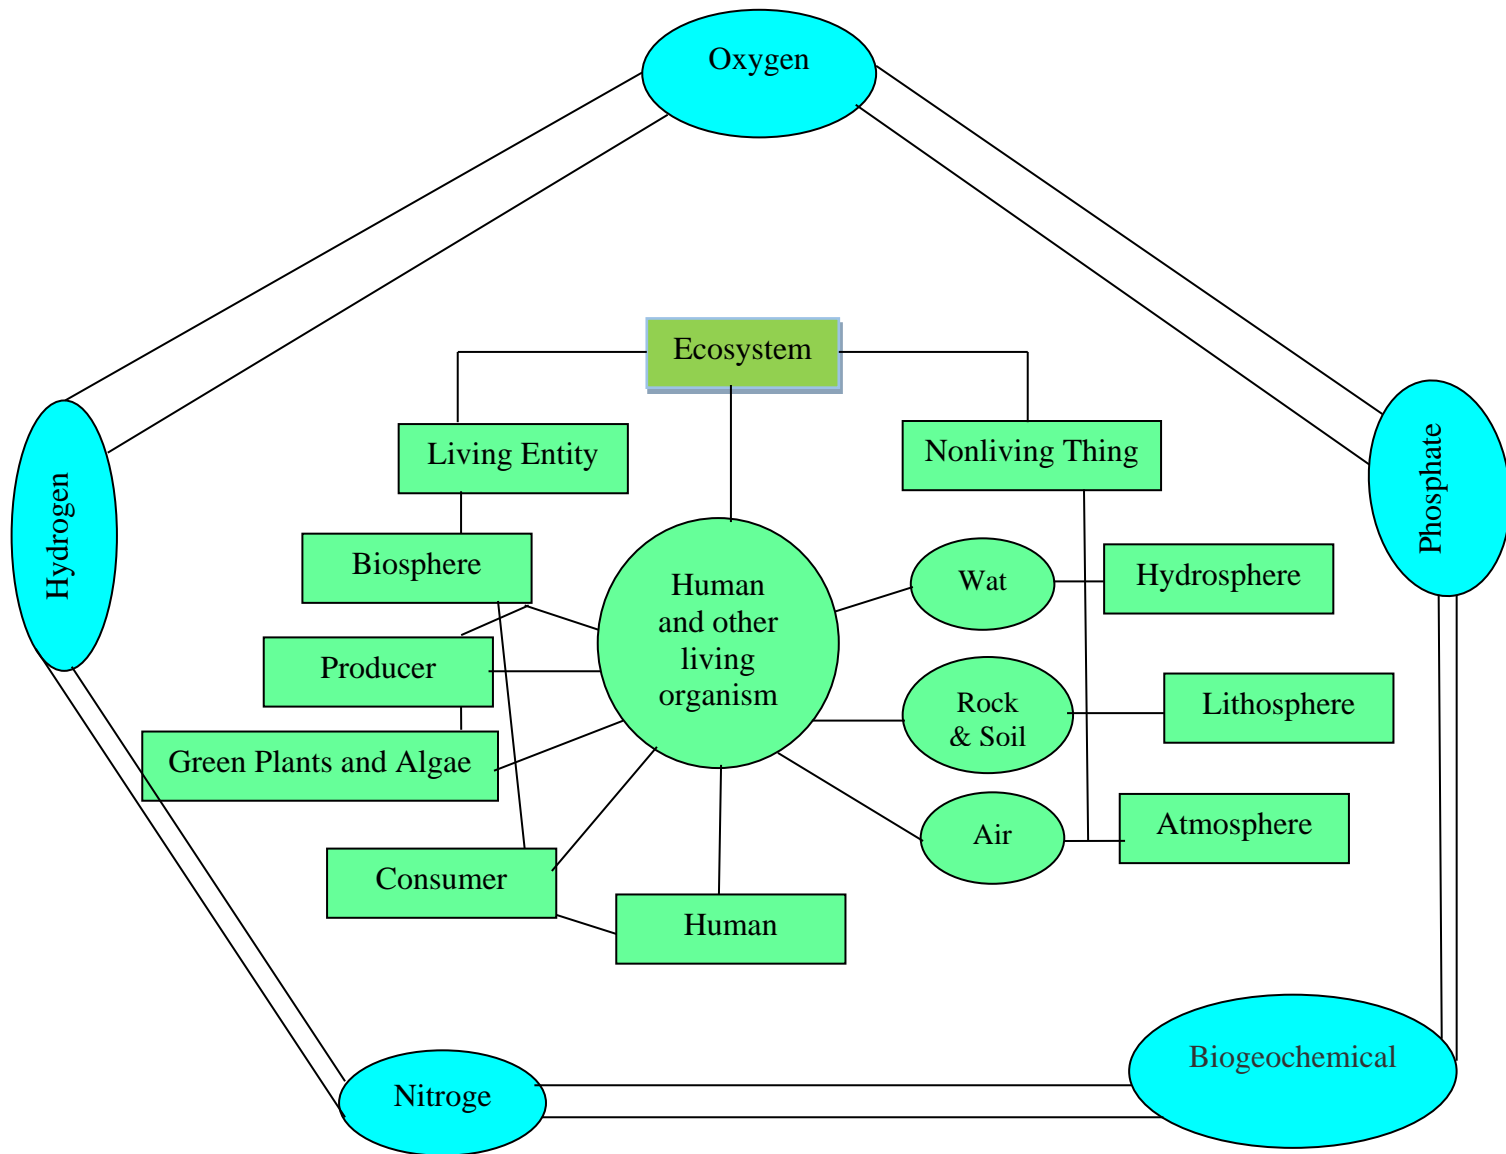 Oxygen
Ecosystem
Living Entity
Nonliving Thing
Phosphate
Hydrogen
Biosphere
Human
and other
living
organism
Wat
Hydrosphere
Producer
Rock
& Soil
Lithosphere
Green Plants and Algae
Air
Atmosphere
Consumer
Human
Biogeochemical
Nitroge